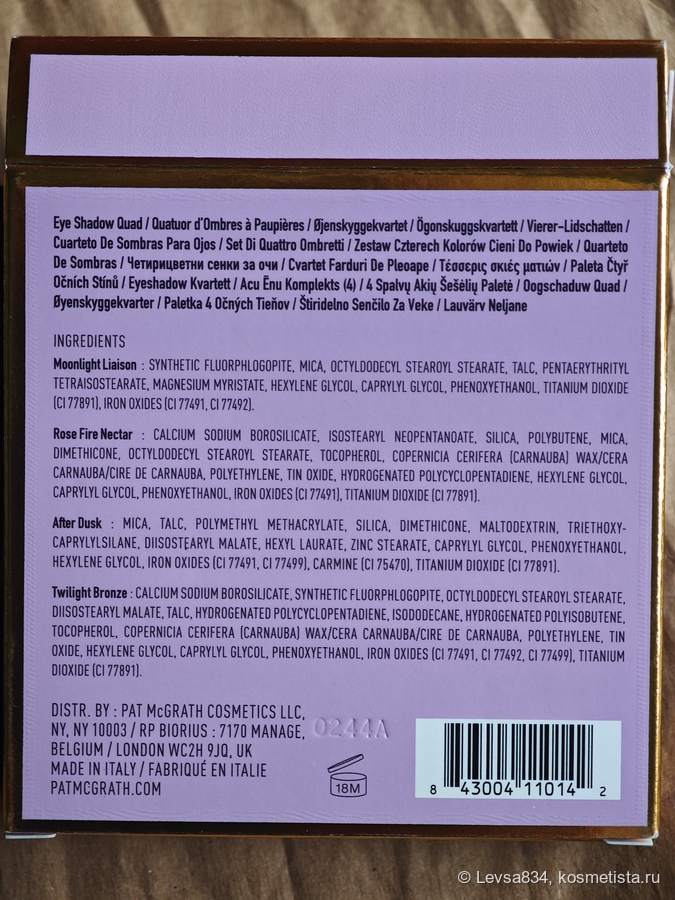 Eye Shadow Quad / Quatuor d'Ombres à Paupières / Øjenskyggekvartet / Ögonskuggskvartett / Vierer-Lidschatten /
Cuarteto De Sombras Para Ojos / Set Di Quattro Ombretti / Zestaw Czterech Kolorów Cieni Do Powiek / Quarteto
De Sombras / Четирицветни сенки за очи / Cvartet Farduri De Pleoape / Τέσσερις σκιές ματιών / Paleta Čtyř
Očních Stínů / Eyeshadow Kvartett / Acu Ēnu Komplekts (4) / 4 Spalvų Akių Šešėlių Paletė / Oogschaduw Quad /
Øyenskyggekvarter / Paletka 4 Očných Tieňov / Štiridelno Senčilo Za Veke / Lauvärv Neljane
INGREDIENTS
Moonlight Liaison : SYNTHETIC FLUORPHLOGOPITE, MICA, OCTYLDODECYL STEAROYL STEARATE, TALC, PENTAERYTHRITYL
TETRAISOSTEARATE, MAGNESIUM MYRISTATE, HEXYLENE GLYCOL, CAPRYLYL GLYCOL, PHENOXYETHANOL, TITANIUM DIOXIDE
(CI 77891), IRON OXIDES (CI 77491, CI 77492).
Rose Fire Nectar : CALCIUM SODIUM BOROSILICATE, ISOSTEARYL NEOPENTANOATE, SILICA, POLYBUTENE, MICA,
DIMETHICONE, OCTYLDODECYL STEAROYL STEARATE, TOCOPHEROL, COPERNICIA CERIFERA (CARNAUBA) WAX/CERA
CARNAUBA/CIRE DE CARNAUBA, POLYETHYLENE, TIN OXIDE, HYDROGENATED POLYCYCLOPENTADIENE, HEXYLENE GLYCOL,
CAPRYLYL GLYCOL, PHENOXYETHANOL, IRON OXIDES (CI 77491), TITANIUM DIOXIDE (CI 77891).
After Dusk : MICA, TALC, POLYMETHYL METHACRYLATE, SILICA, DIMETHICONE, MALTODEXTRIN, TRIETHOXY-
CAPRYLYLSILANE, DIISOSTEARYL MALATE, HEXYL LAURATE, ZINC STEARATE, CAPRYLYL GLYCOL, PHENOXYETHANOL,
HEXYLENE GLYCOL, IRON OXIDES (CI 77491, CI 77499), CARMINE (CI 75470), TITANIUM DIOXIDE (CI 77891).
Twilight Bronze : CALCIUM SODIUM BOROSILICATE, SYNTHETIC FLUORPHLOGOPITE, OCTYLDODECYL STEAROYL STEARATE,
DIISOSTEARYL MALATE, TALC, HYDROGENATED POLYCYCLOPENTADIENE, ISODODECANE, HYDROGENATED POLYISOBUTENE,
TOCOPHEROL, COPERNICIA CERIFERA (CARNAUBA) WAX/CERA CARNAUBA/CIRE DE CARNAUBA, POLYETHYLENE, TIN
OXIDE, HEXYLENE GLYCOL, CAPRYLYL GLYCOL, PHENOXYETHANOL, IRON OXIDES (CI 77491, CI 77492, CI 77499), TITANIUM
DIOXIDE (CI 77891).
DISTR. BY : PAT McGRATH COSMETICS LLC,
NY, NY 10003 / RP BIORIUS : 7170 MANAGE,
BELGIUM / LONDON WC2H 9JQ, UK
MADE IN ITALY / FABRIQUÉ EN ITALIE
PATMCGRATH.COM
0244A
18M
8 43004 11014 2
© Levsa834, kosmetista.ru